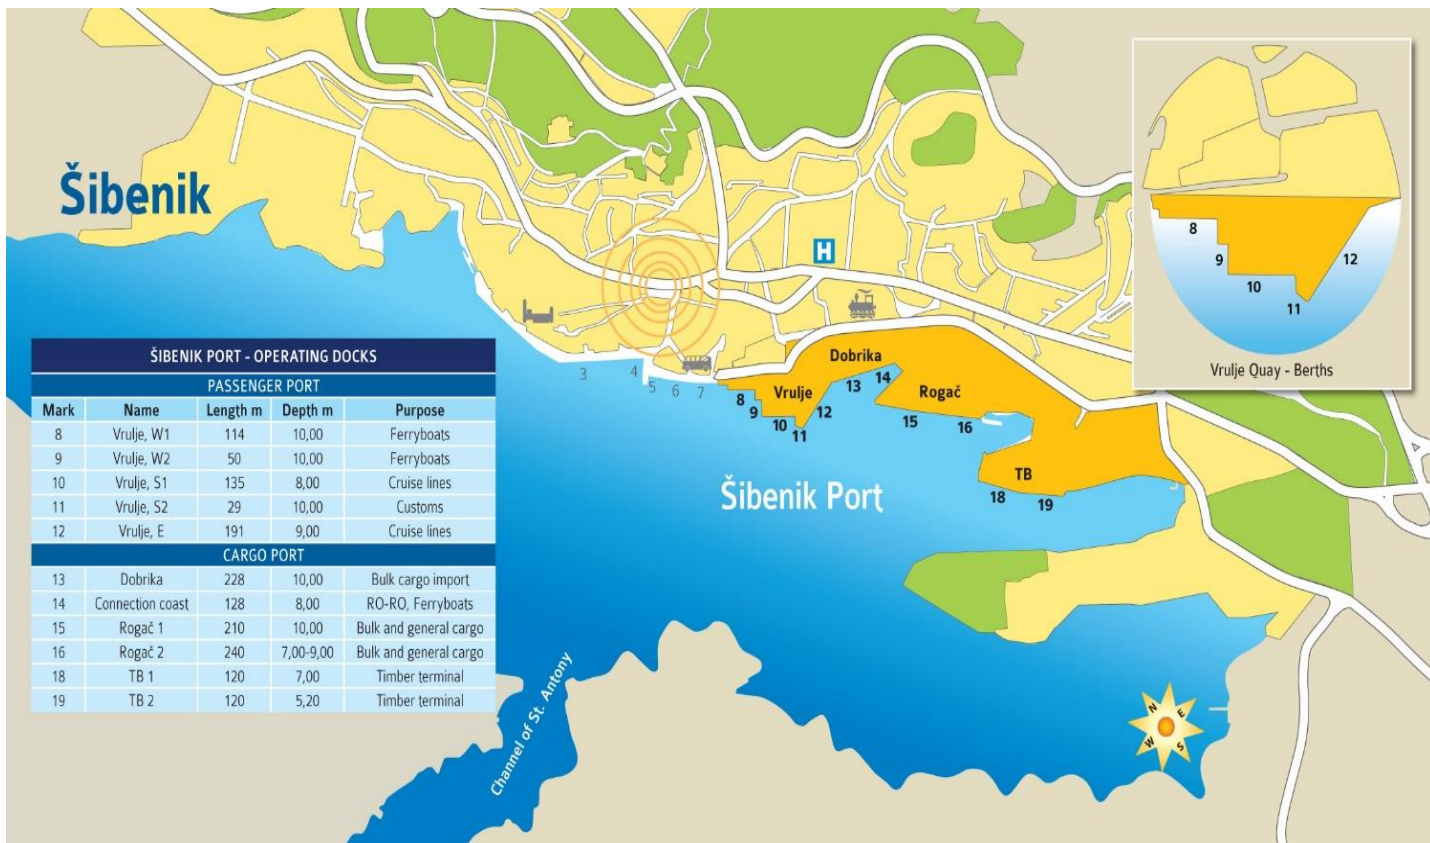 Šibenik
H
ŠIBENIK PORT - OPERATING DOCKS
PASSENGER PORT
Mark Name Length m Depth m Purpose
8 Vrulje, W1 114 10,00 Ferryboats
9 Vrulje, W2 50 10,00 Ferryboats
10 Vrulje, S1 135 8,00 Cruise lines
11 Vrulje, S2 29 10,00 Customs
12 Vrulje, E 191 9,00 Cruise lines
CARGO PORT
13 Dobrika 228 10,00 Bulk cargo import
14 Connection coast 128 8,00 RO-RO, Ferryboats
15 Rogač 1 210 10,00 Bulk and general cargo
16 Rogač 2 240 7,00-9,00 Bulk and general cargo
18 TB 1 120 7,00 Timber terminal
19 TB 2 120 5,20 Timber terminal
3
4
5
6
7
8
9
10
11
12
13
14
15
16
18
19
Vrulje
Dobrika
Rogač
TB
Šibenik Port
Channel of St. Antony
N
E
S
W
8
9
10
11
12
Vrulje Quay - Berths